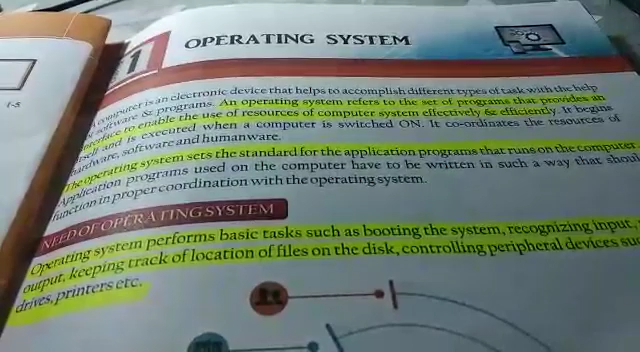 1-5
1
OPERATING SYSTEM
A computer is an electronic device that helps to accomplish different types of task with the help
of software & programs. An operating system refers to the set of programs that provides an
interface to enable the use of resources of computer system effectively & efficiently. It begins
itself and is executed when a computer is switched ON. It co-ordinates the resources of
hardware, software and humanware.
The operating system sets the standard for the application programs that runs on the computer.
Application programs used on the computer have to be written in such a way that
function in proper coordination with the operating system.
NEED OF OPERATING SYSTEM
Operating system performs basic tasks such as booting the system, recognizing input,
output, keeping track of location of files on the disk, controlling peripheral devices
drives, printers etc.